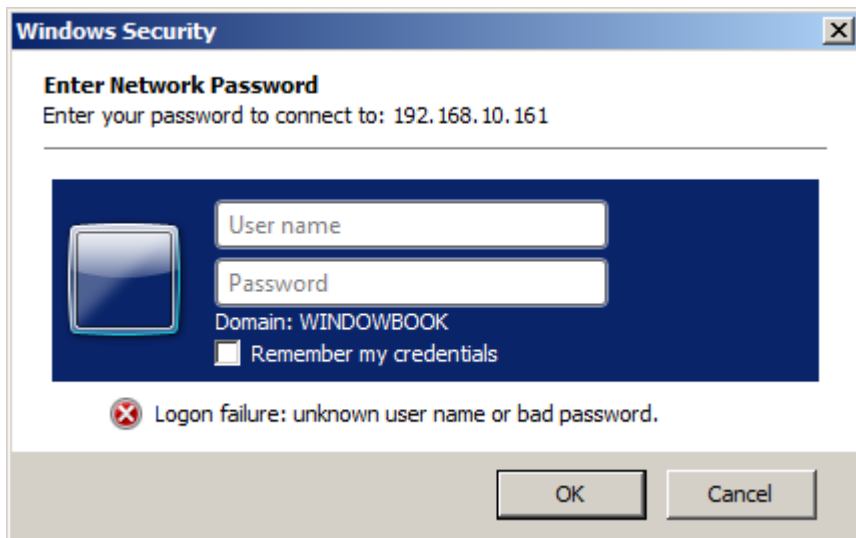 Windows Security
Enter Network Password
Enter your password to connect to: 192.168.10.161
User name
Password
Domain: WINDOWBOOK
Remember my credentials
Logon failure: unknown user name or bad password.
OK
Cancel